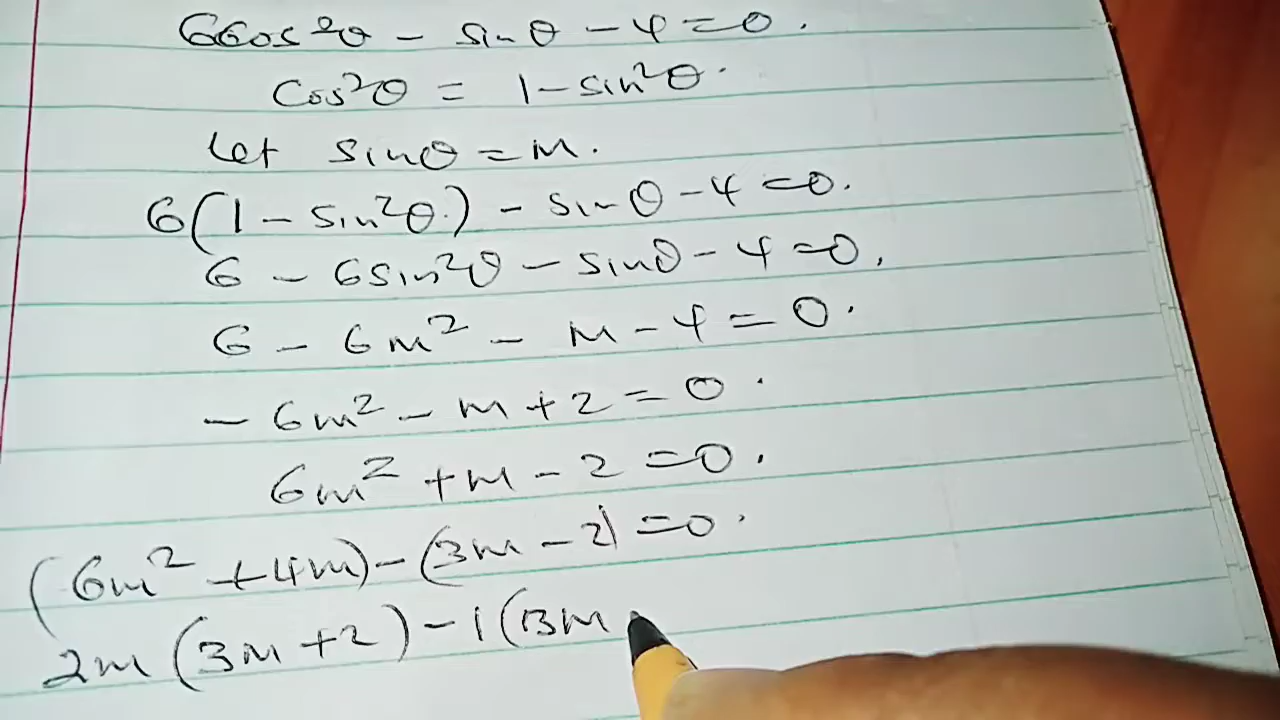 6Cos²θ - sinθ - 4 = 0.
Cos²θ = 1 - sin²θ.
Let sinθ = M.
6(1 - sin²θ.) - sinθ - 4 = 0.
6 - 6sin²θ - sinθ - 4 = 0.
6 - 6m² - m - 4 = 0.
- 6m² - m + 2 = 0.
6m² + m - 2 = 0.
(6m² + 4m) - (3m - 2) = 0.
2m (3m + 2) - 1 (3m